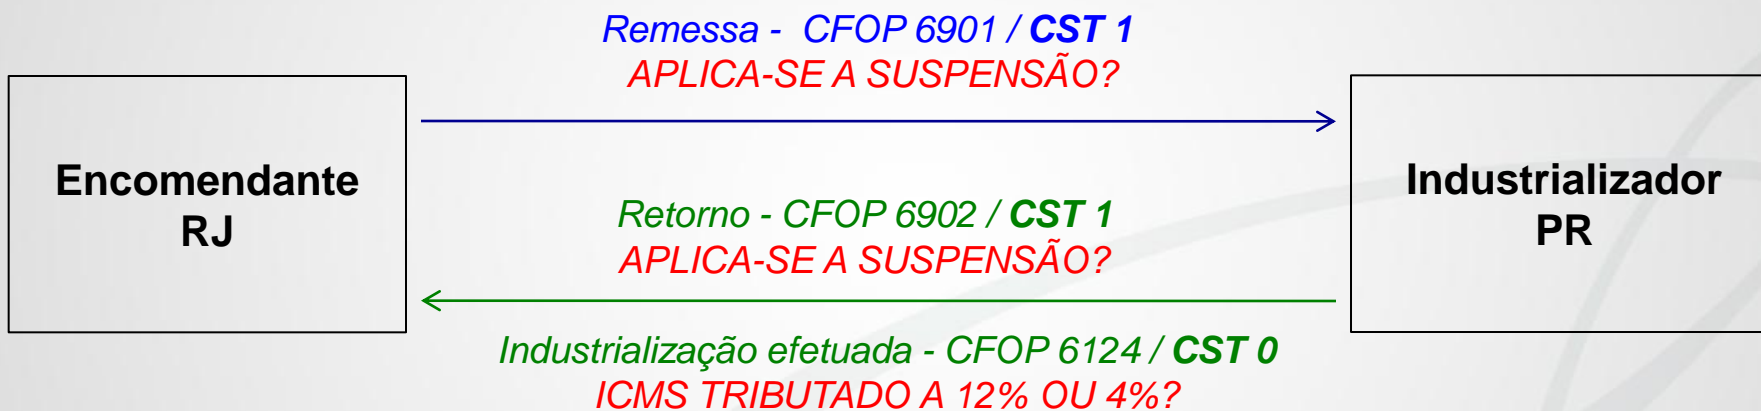 Remessa - CFOP 6901 / CST 1
APLICA-SE A SUSPENSÃO?
Encomendante
RJ
Industrializador
PR
Retorno - CFOP 6902 / CST 1
APLICA-SE A SUSPENSÃO?
Industrialização efetuada - CFOP 6124 / CST 0
ICMS TRIBUTADO A 12% OU 4%?